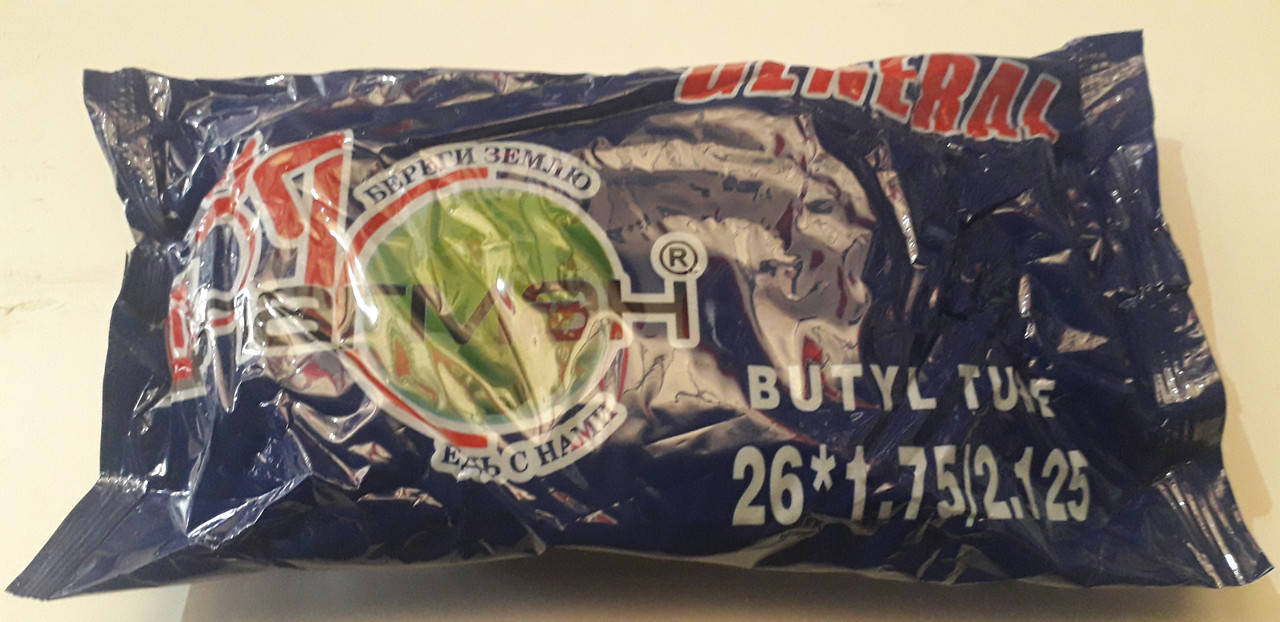 GENERAL
БЕРЕГИ ЗЕМЛЮ
®
BUTYL TUBE
ЕДЬ С НАМИ
26*1.75/2.125